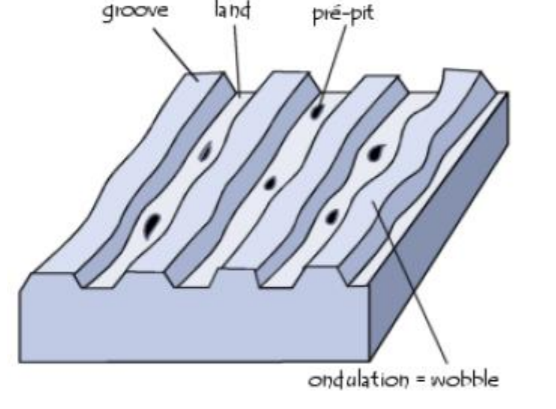 groove
land
pré-pit
ondulation = wobble